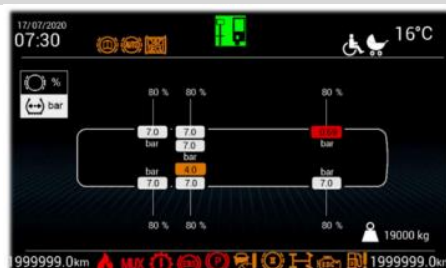 17/07/2020
07:30
16°C
%
bar
80 % 80 % 80 %
7.0 7.0
bar 7.0 bar
bar
bar 4.0 bar
7.0 7.0 7.0
80 % 80 % 80 %
19000 kg
1999999.0km MUX P 1999999.0km